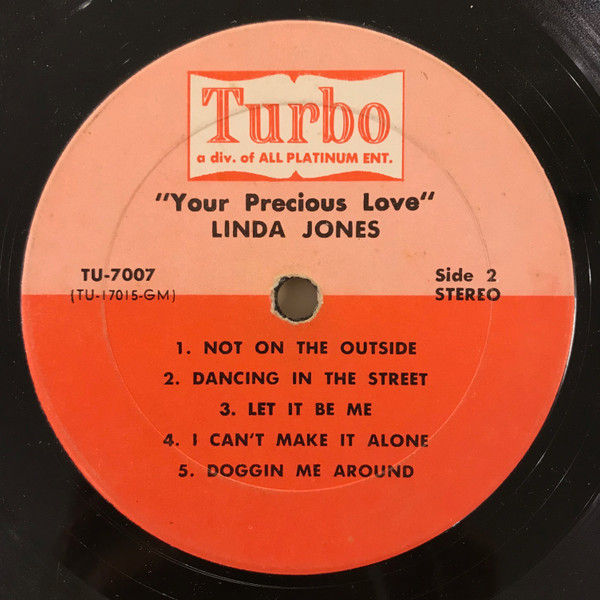 Turbo
a div. of ALL PLATINUM ENT.
"Your Precious Love"
LINDA JONES
TU-7007 Side 2
(TU-17015-GM) STEREO
1. NOT ON THE OUTSIDE
2. DANCING IN THE STREET
3. LET IT BE ME
4. I CAN'T MAKE IT ALONE
5. DOGGIN ME AROUND